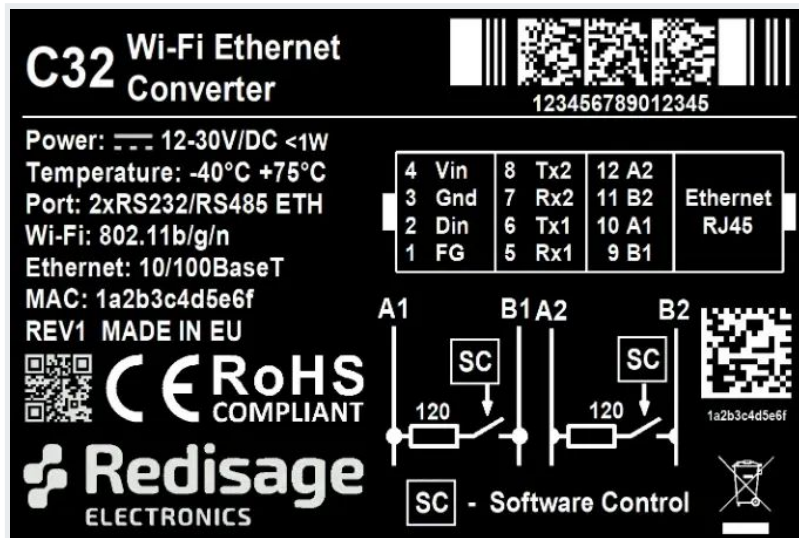 C32 Wi-Fi Ethernet
Converter
123456789012345
Power: 12-30V/DC <1W
Temperature: -40°C +75°C
Port: 2xRS232/RS485 ETH
Wi-Fi: 802.11b/g/n
Ethernet: 10/100BaseT
MAC: 1a2b3c4d5e6f
REV1 MADE IN EU
4 Vin 8 Tx2 12 A2
3 Gnd 7 Rx2 11 B2
2 Din 6 Tx1 10 A1
1 FG 5 Rx1 9 B1
Ethernet
RJ45
A1 B1 A2 B2
SC SC
120 120
1a2b3c4d5e6f
CE RoHS
COMPLIANT
Redisage
ELECTRONICS
SC - Software Control